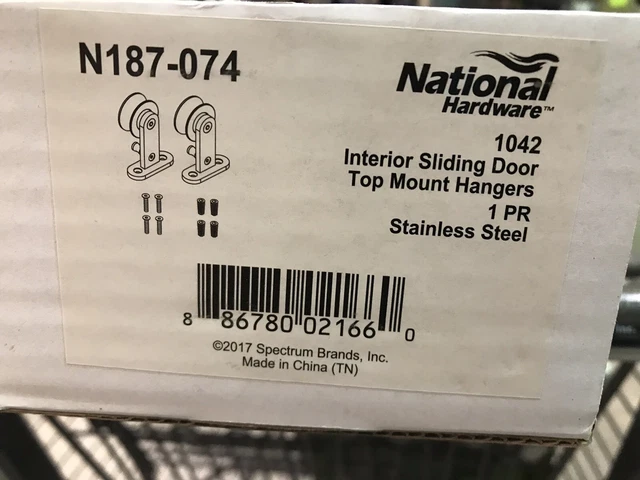 N187-074
National
Hardware™
1042
Interior Sliding Door
Top Mount Hangers
1 PR
Stainless Steel
8 86780 02166 0
©2017 Spectrum Brands, Inc.
Made in China (TN)